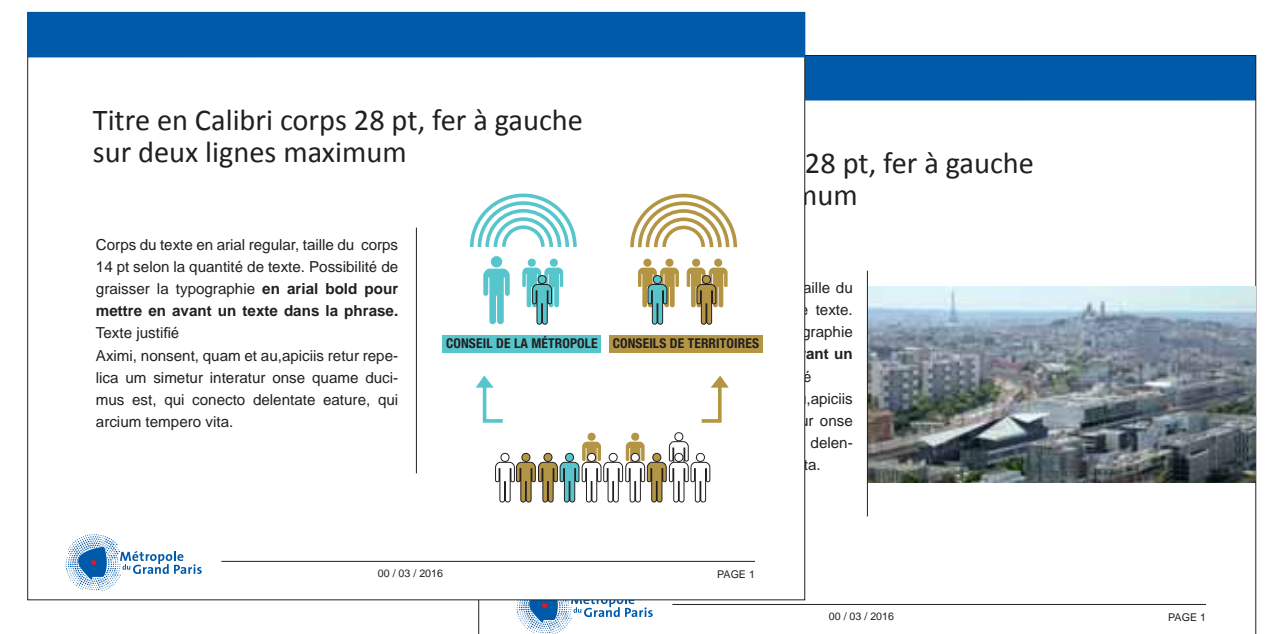 Titre en Calibri corps 28 pt, fer à gauche
sur deux lignes maximum
Corps du texte en arial regular, taille du corps
14 pt selon la quantité de texte. Possibilité de
graisser la typographie en arial bold pour
mettre en avant un texte dans la phrase.
Texte justifié
Aximi, nonsent, quam et au,apiciis retur repe-
lica um simetur interatur onse quame duci-
mus est, qui conecto delentate eature, qui
arcium tempero vita.
CONSEIL DE LA MÉTROPOLE
CONSEILS DE TERRITOIRES
Métropole
du Grand Paris
00 / 03 / 2016
PAGE 1
28 pt, fer à gauche
mum
aille du
texte.
graphie
ant un
é
,apiciis
ur onse
delen-
ta.
Métropole
du Grand Paris
00 / 03 / 2016
PAGE 1